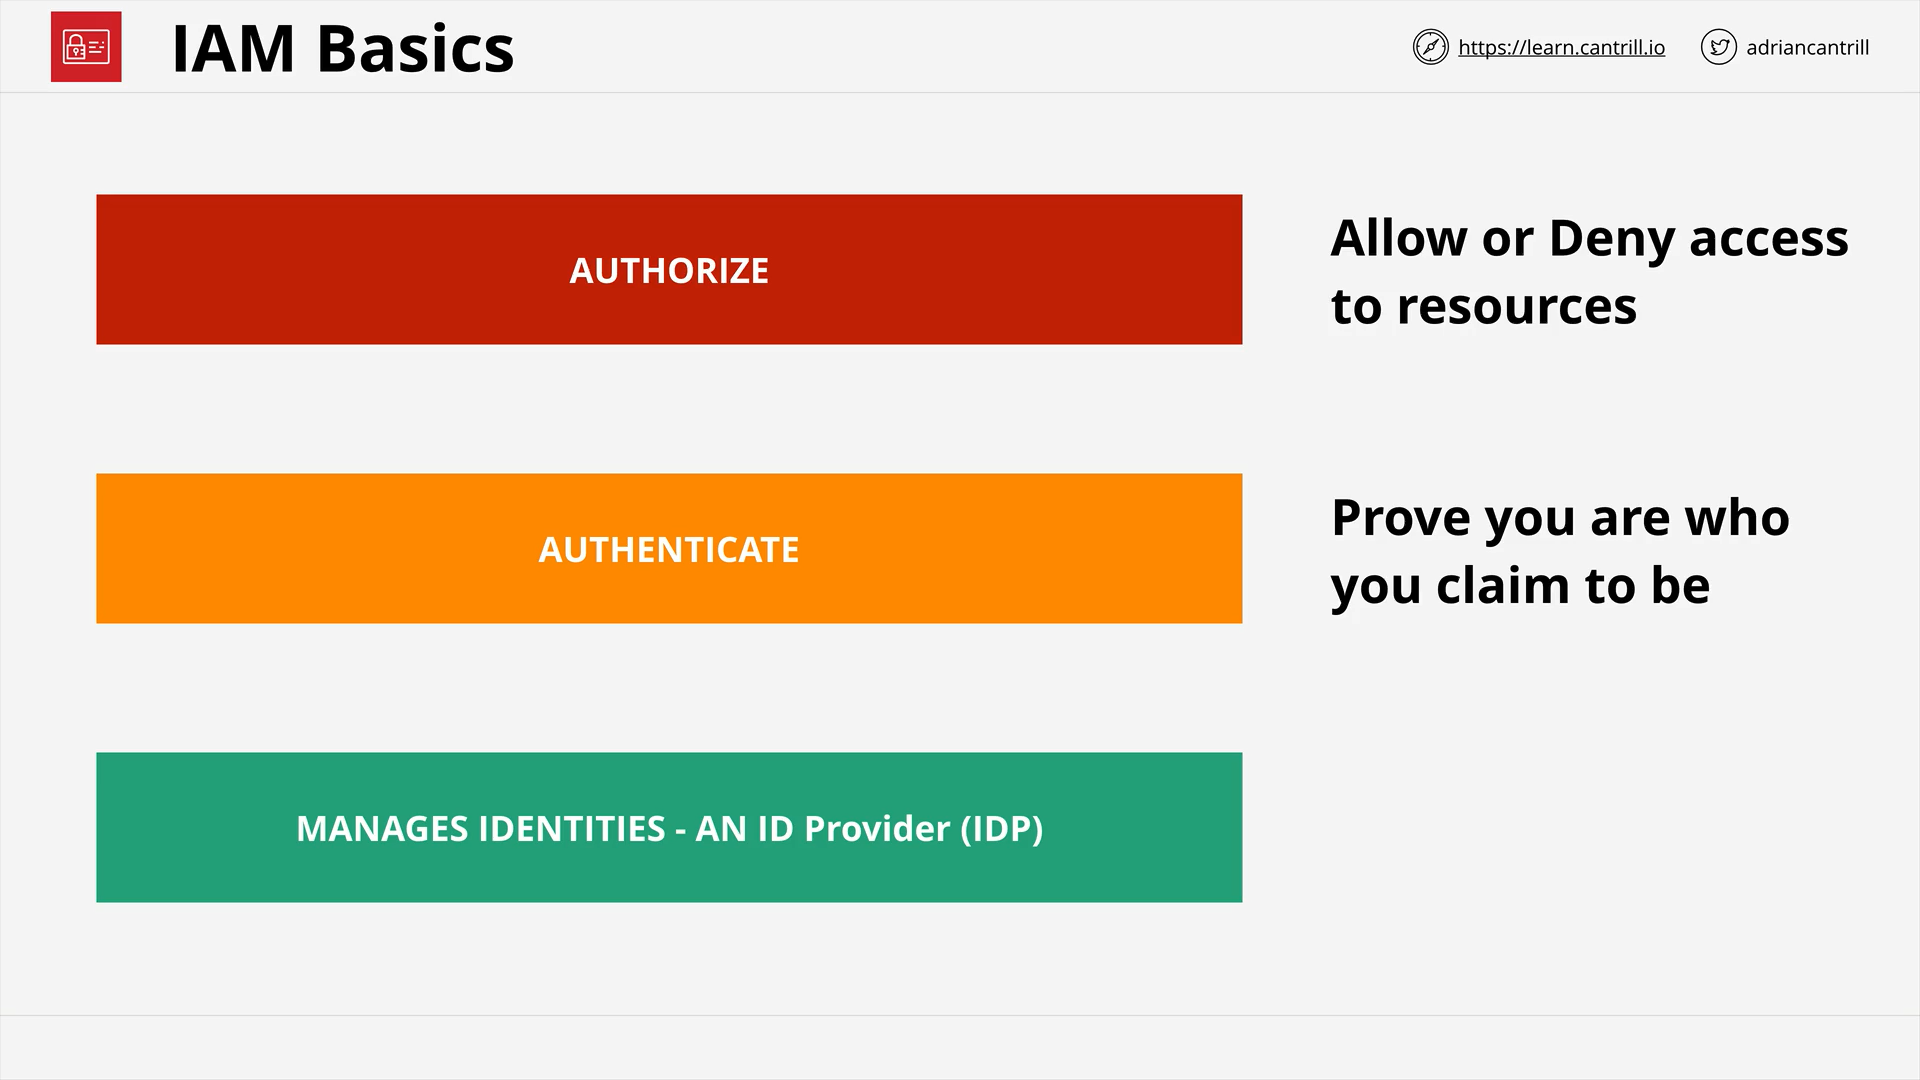 IAM Basics
https://learn.cantrill.io
adriancantrill
AUTHORIZE
Allow or Deny access
to resources
AUTHENTICATE
Prove you are who
you claim to be
MANAGES IDENTITIES - AN ID Provider (IDP)